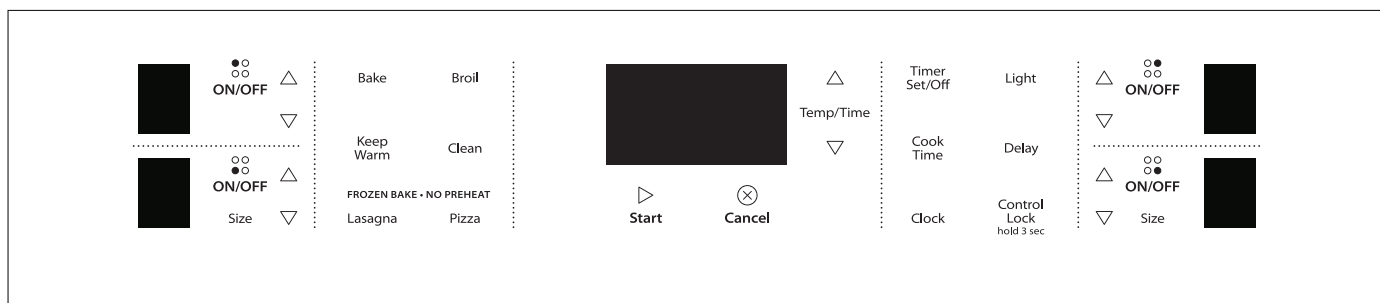 ON/OFF
ON/OFF
Size
Bake
Broil
Keep
Warm
Clean
FROZEN BAKE • NO PREHEAT
Lasagna
Pizza
Start
Cancel
Temp/Time
Timer
Set/Off
Light
Cook
Time
Delay
Clock
Control
Lock
hold 3 sec
ON/OFF
ON/OFF
Size